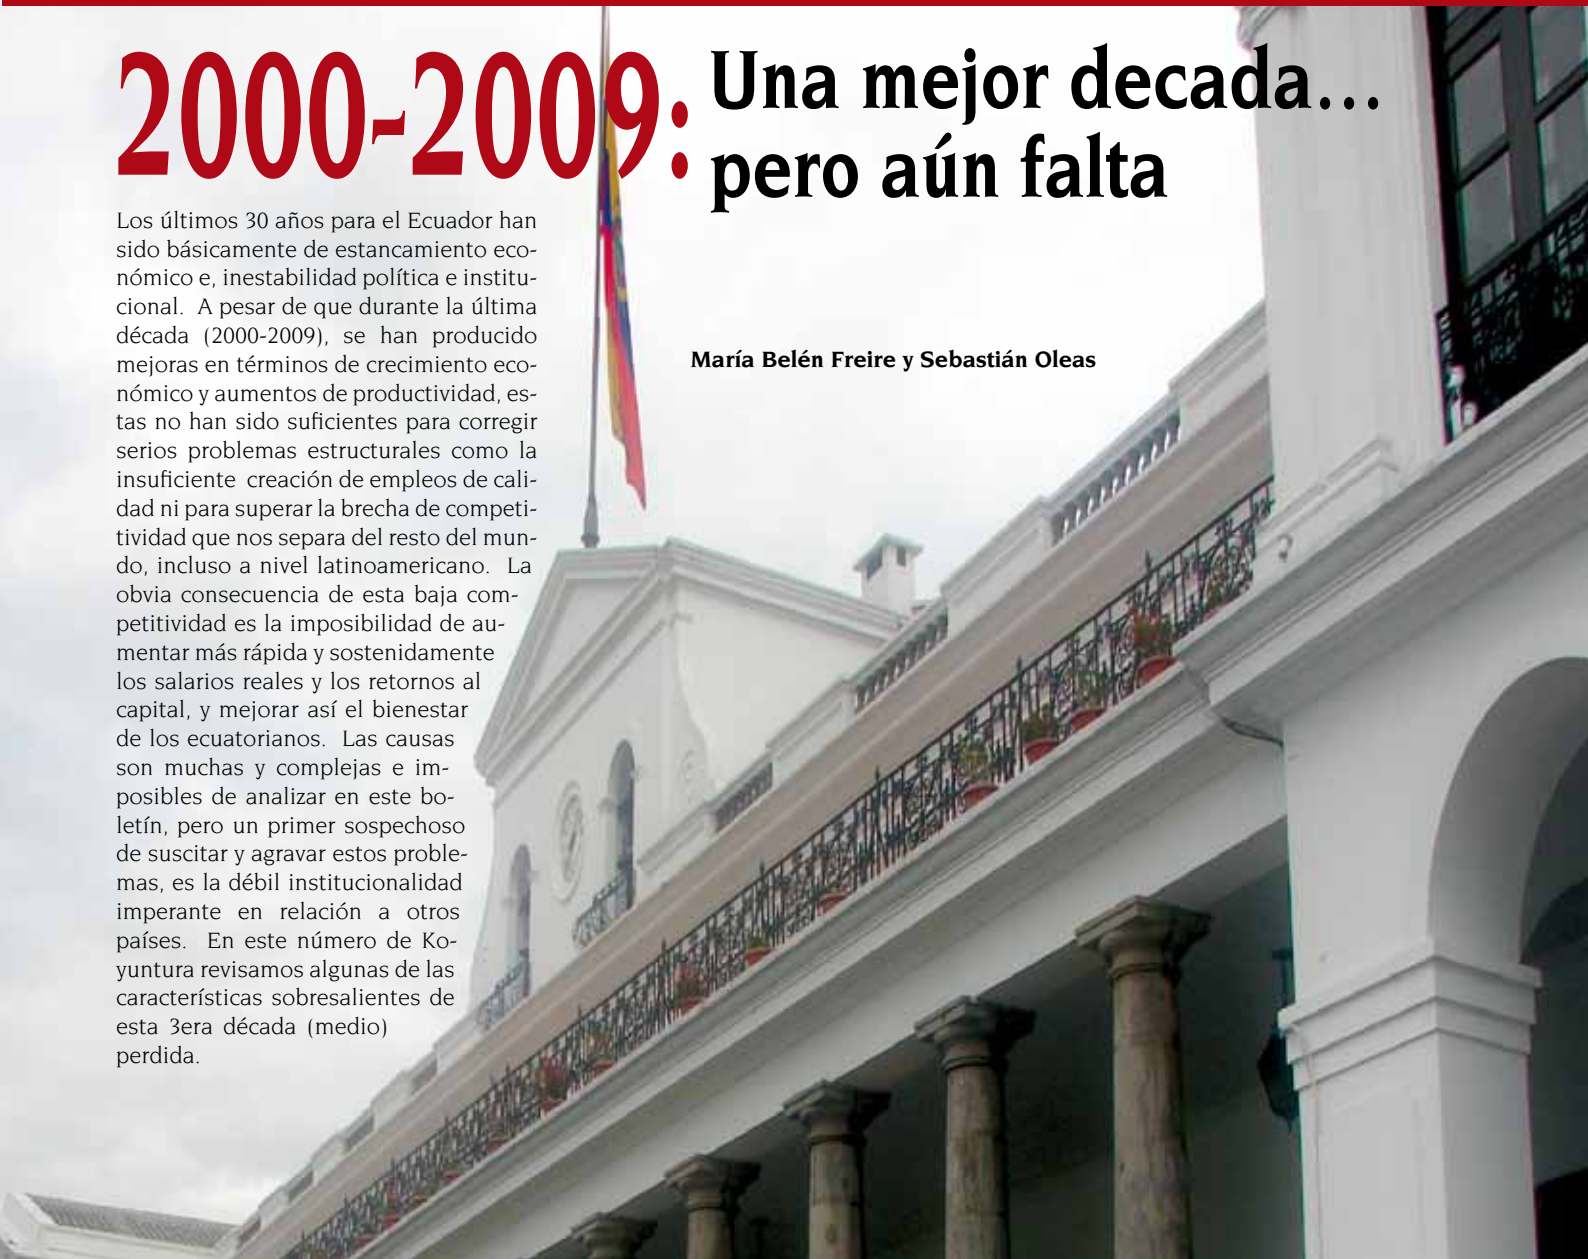 2000-2009: Una mejor decada...
pero aún falta
Los últimos 30 años para el Ecuador han
sido básicamente de estancamiento eco-
nómico e, inestabilidad política e institu-
cional. A pesar de que durante la última
década (2000-2009), se han producido
mejoras en términos de crecimiento eco-
nómico y aumentos de productividad, es-
tas no han sido suficientes para corregir
serios problemas estructurales como la
insuficiente creación de empleos de cali-
dad ni para superar la brecha de competi-
tividad que nos separa del resto del mun-
do, incluso a nivel latinoamericano. La
obvia consecuencia de esta baja com-
petitividad es la imposibilidad de au-
mentar más rápida y sostenidamente
los salarios reales y los retornos al
capital, y mejorar así el bienestar
de los ecuatorianos. Las causas
son muchas y complejas e im-
posibles de analizar en este bo-
letín, pero un primer sospechoso
de suscitar y agravar estos proble-
mas, es la débil institucionalidad
imperante en relación a otros
países. En este número de Ko-
yuntura revisamos algunas de las
características sobresalientes de
esta 3era década (medio)
perdida.
María Belén Freire y Sebastián Oleas